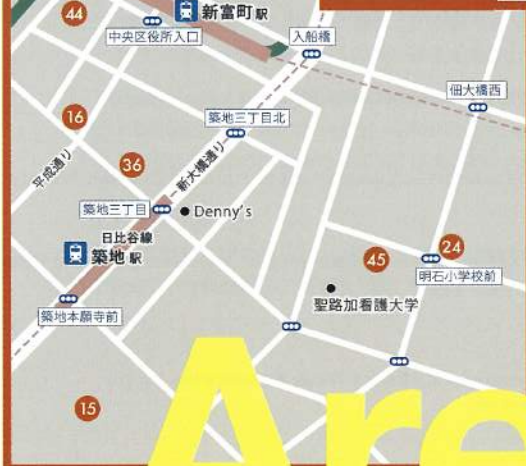 44
新富町駅
中央区役所入口
入船橋
佃大橋西
16
築地三丁目北
平成通り
36
新大橋通り
築地三丁目
Denny's
日比谷線
築地駅
45
24
明石小学校前
聖路加看護大学
築地本願寺前
15
Are